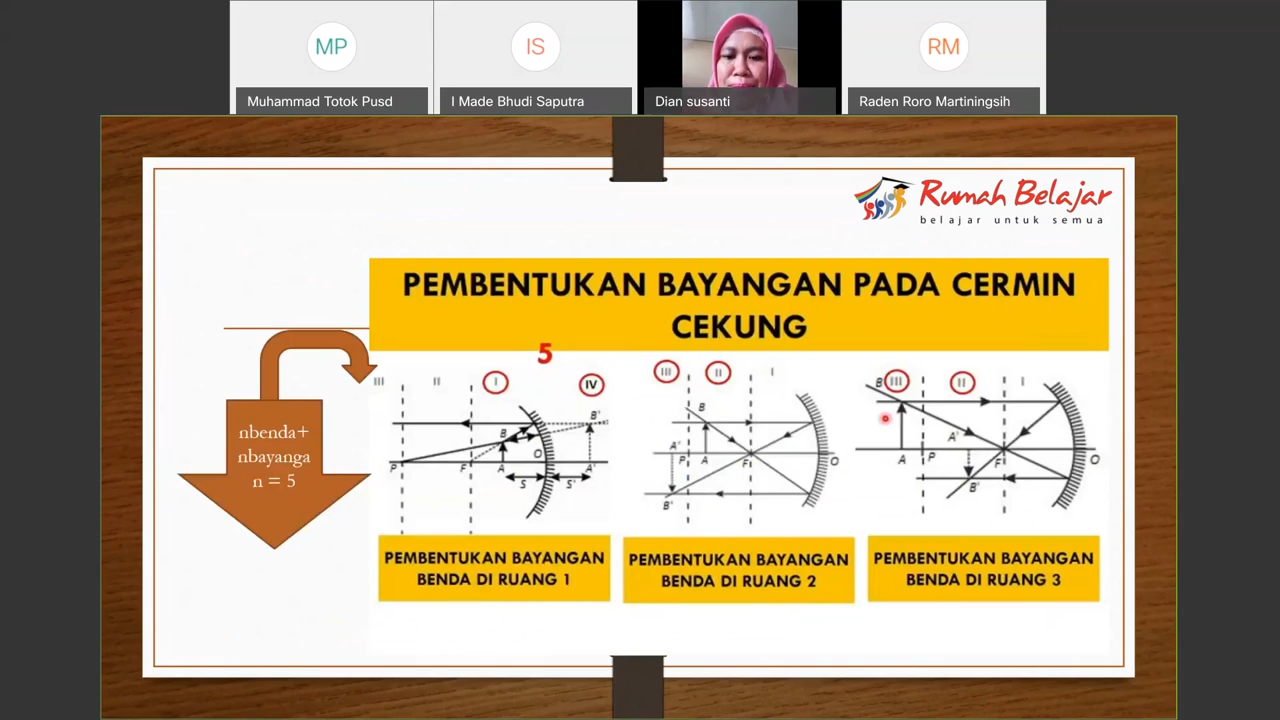 MP
IS
RM
Muhammad Totok Pusd
I Made Bhudi Saputra
Dian susanti
Raden Roro Martiningsih
Rumah Belajar
belajar untuk semua
PEMBENTUKAN BAYANGAN PADA CERMIN
CEKUNG
nbenda+
nbayanga
n = 5
5
III II I IV
B B'
P F A O A'
S S'
PEMBENTUKAN BAYANGAN
BENDA DI RUANG 1
III II I
B
A' P A F O
B'
PEMBENTUKAN BAYANGAN
BENDA DI RUANG 2
B III II I
A'
A P F O
B'
PEMBENTUKAN BAYANGAN
BENDA DI RUANG 3